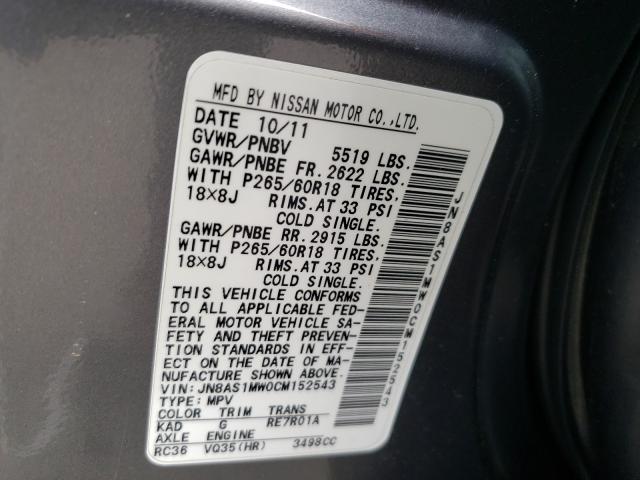 MFD BY NISSAN MOTOR CO.,LTD.
DATE 10/11
GVWR/PNBV 5519 LBS.
GAWR/PNBE FR. 2622 LBS.
WITH P265/60R18 TIRES,
18×8J RIMS. AT 33 PSI
COLD SINGLE.
GAWR/PNBE RR. 2915 LBS.
WITH P265/60R18 TIRES,
18×8J RIMS. AT 33 PSI
COLD SINGLE.
THIS VEHICLE CONFORMS
TO ALL APPLICABLE FED-
ERAL MOTOR VEHICLE SA-
FETY AND THEFT PREVEN-
TION STANDARDS IN EFF-
ECT ON THE DATE OF MA-
NUFACTURE SHOWN ABOVE.
VIN: JN8AS1MW0CM152543
TYPE: MPV
COLOR TRIM TRANS
KAD G RE7R01A
AXLE ENGINE
RC36 VQ35(HR) 3498CC
JN8AS1MW0CM152543